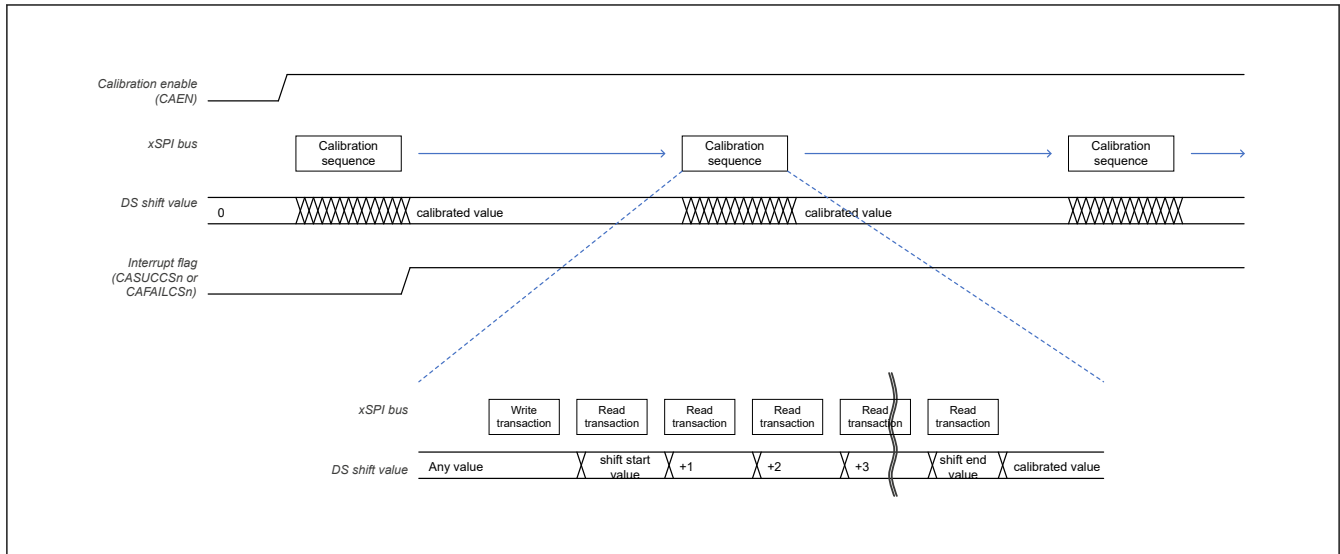 Calibration enable
(CAEN)
xSPI bus
Calibration
sequence
Calibration
sequence
Calibration
sequence
DS shift value
0
calibrated value
calibrated value
Interrupt flag
(CASUCCSn or
CAFAILCSn)
xSPI bus
Write
transaction
Read
transaction
Read
transaction
Read
transaction
Read
transaction
Read
transaction
DS shift value
Any value
shift start
value
+1
+2
+3
shift end
value
calibrated value